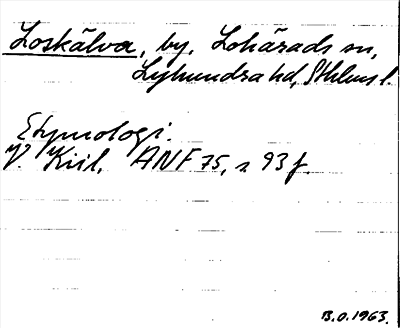 Loskälva, by, Lohärads sn,
Lyhundra hd, Sthlms l.
Etymologi.
V. Kiil, ANF 75, s 93 f.
B.O.1963.